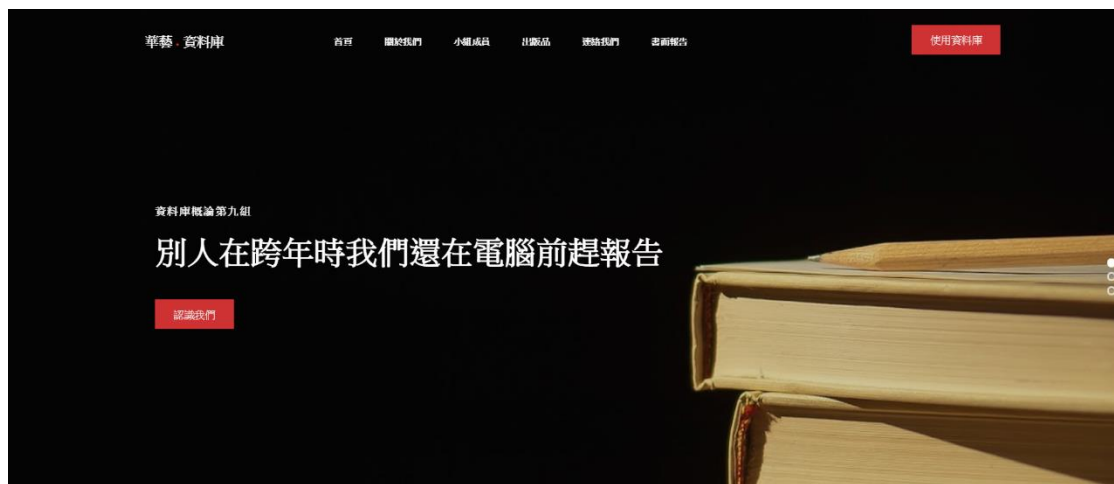 華藝.資料庫
首頁 關於我們 小組成員 出版品 連絡我們 書面報告
使用資料庫
資料庫概論第九組
別人在跨年時我們還在電腦前趕報告
認識我們